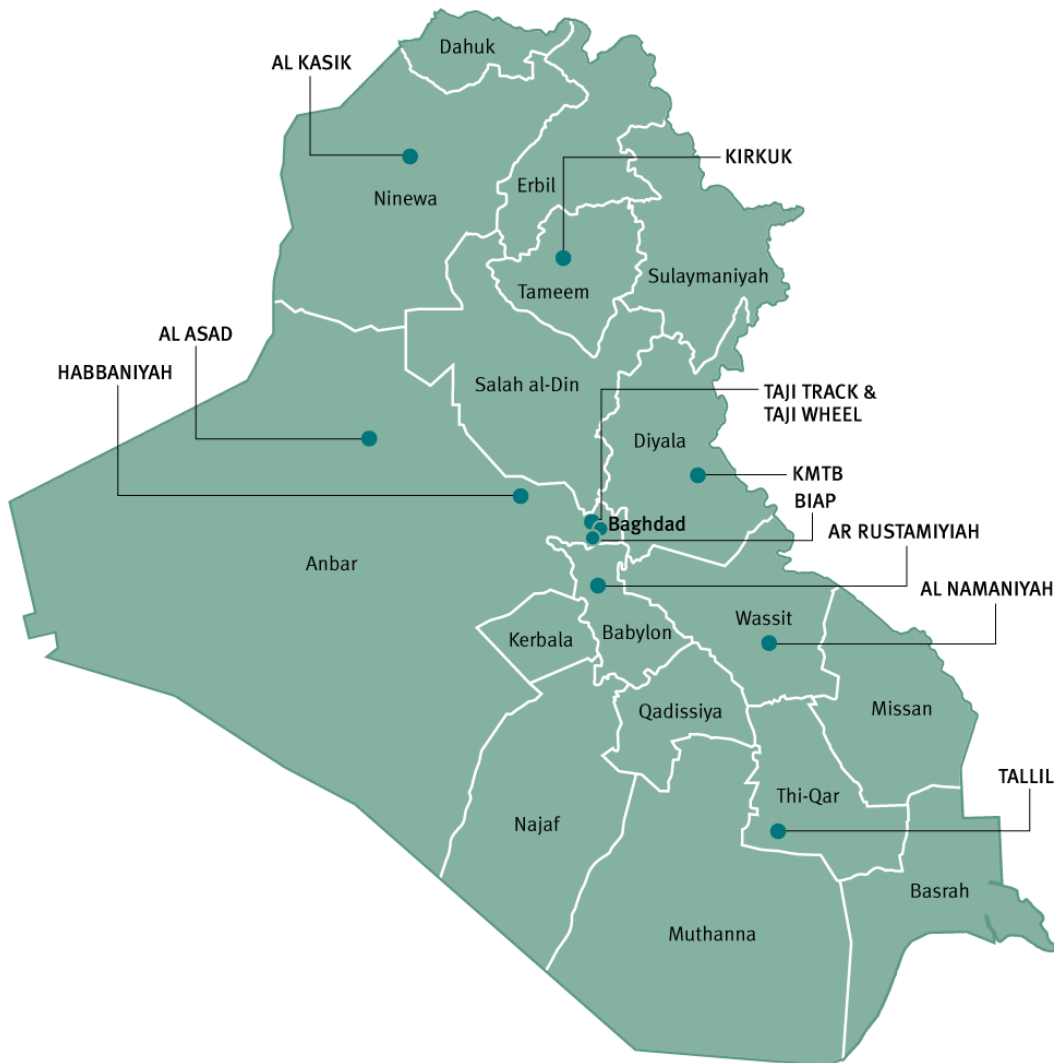 Dahuk
AL KASIK
KIRKUK
Erbil
Ninewa
Sulaymaniyah
Tameem
AL ASAD
HABBANIYAH
Salah al-Din
TAJI TRACK &
TAJI WHEEL
Diyala
KMTB
BIAP
Baghdad
AR RUSTAMIYIAH
Anbar
AL NAMANIYAH
Wassit
Kerbala
Babylon
Qadissiya
Missan
TALLIL
Thi-Qar
Najaf
Basrah
Muthanna